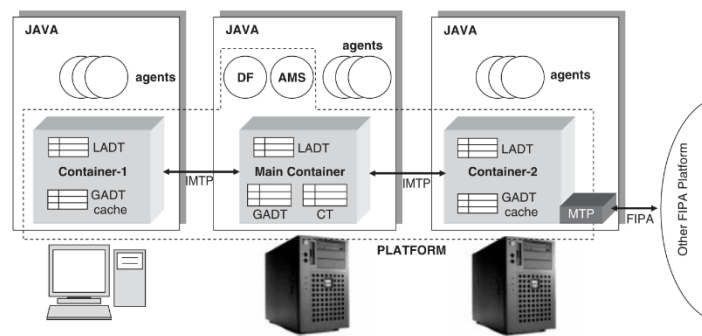 JAVA
agents
LADT
Container-1
GADT
cache
IMTP
JAVA
agents
DF
AMS
LADT
Main Container
GADT
CT
IMTP
JAVA
agents
LADT
Container-2
GADT
cache
MTP
FIPA
Other FIPA Platform
PLATFORM